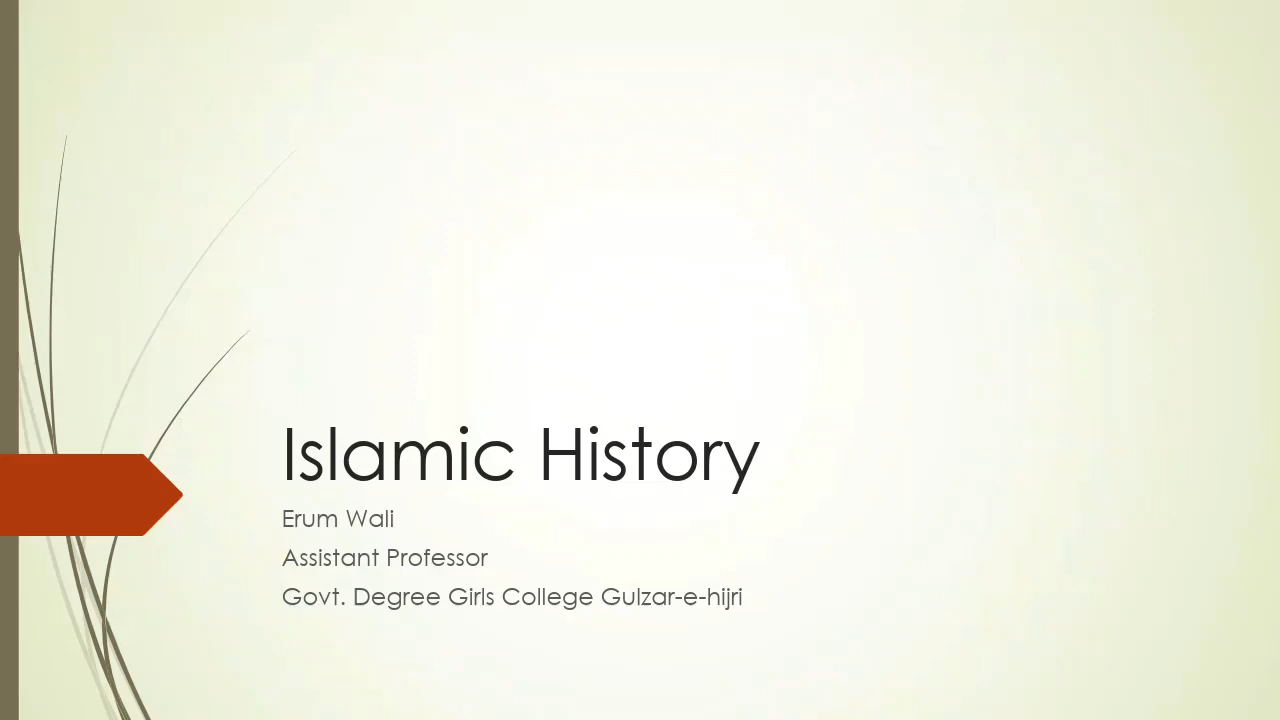 Islamic History
Erum Wali
Assistant Professor
Govt. Degree Girls College Gulzar-e-hijri